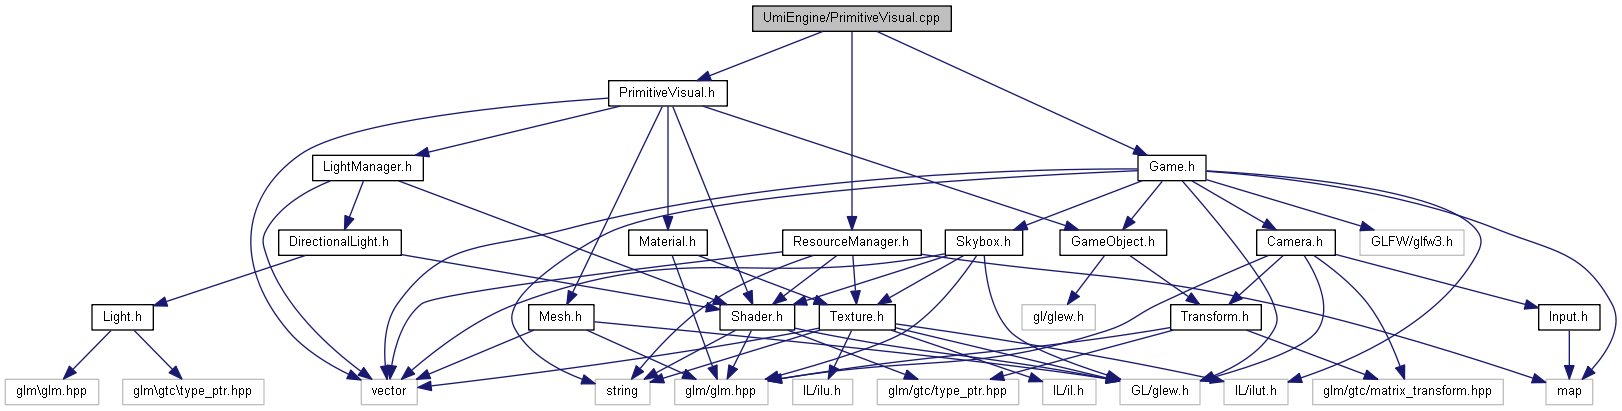 UmiEngine/PrimitiveVisual.cpp
PrimitiveVisual.h
LightManager.h
Game.h
DirectionalLight.h
Material.h
ResourceManager.h
Skybox.h
GameObject.h
Camera.h
GLFW/glfw3.h
Light.h
Mesh.h
Shader.h
Texture.h
gl/glew.h
Transform.h
Input.h
glm\glm.hpp
glm\gtc\type_ptr.hpp
vector
string
glm/glm.hpp
IL/ilu.h
glm/gtc/type_ptr.hpp
IL/il.h
GL/glew.h
IL/ilut.h
glm/gtc/matrix_transform.hpp
map